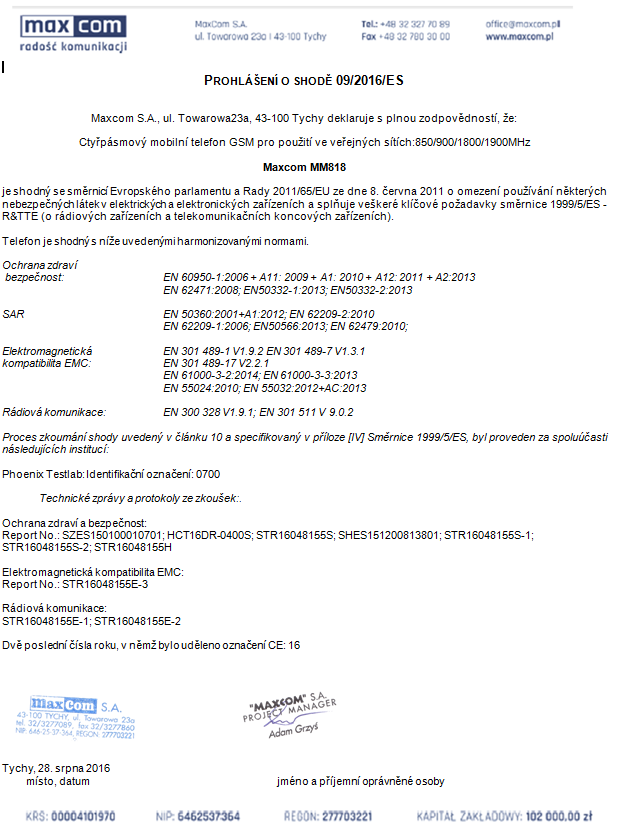 max com
radość komunikacji
MaxCom S.A.
ul. Towarowa 23a | 43-100 Tychy
Tel.: +48 32 327 70 89
Fax +48 32 780 30 00
office@maxcom.pl
www.maxcom.pl
PROHLÁŠENÍ O SHODĚ 09/2016/ES
Maxcom S.A., ul. Towarowa23a, 43-100 Tychy deklaruje s plnou zodpovědností, že:
Ctyřpásmový mobilní telefon GSM pro použití ve veřejných sítích:850/900/1800/1900MHz
Maxcom MM818
je shodný se směrnicí Evropského parlamentu a Rady 2011/65/EU ze dne 8. června 2011 o omezení používání některých
nebezpečných látek v elektrických a elektronických zařízeních a splňuje veškeré klíčové požadavky směrnice 1999/5/ES -
R&TTE (o rádiových zařízeních a telekomunikačních koncových zařízeních).
Telefon je shodný s níže uvedenými harmonizovanými normami.
Ochrana zdraví
bezpečnost: EN 60950-1:2006 + A11: 2009 + A1: 2010 + A12: 2011 + A2:2013
EN 62471:2008; EN50332-1:2013; EN50332-2:2013
SAR EN 50360:2001+A1:2012; EN 62209-2:2010
EN 62209-1:2006; EN50566:2013; EN 62479:2010;
Elektromagnetická EN 301 489-1 V1.9.2 EN 301 489-7 V1.3.1
kompatibilita EMC: EN 301 489-17 V2.2.1
EN 61000-3-2:2014; EN 61000-3-3:2013
EN 55024:2010; EN 55032:2012+AC:2013
Rádiová komunikace: EN 300 328 V1.9.1; EN 301 511 V 9.0.2
Proces zkoumání shody uvedený v článku 10 a specifikovaný v příloze [IV] Směrnice 1999/5/ES, byl proveden za spoluúčasti
následujících institucí:
Phoenix Testlab: Identifikační označení: 0700
Technické zprávy a protokoly ze zkoušek:.
Ochrana zdraví a bezpečnost:
Report No.: SZES150100010701; HCT16DR-0400S; STR16048155S; SHES151200813801; STR16048155S-1;
STR16048155S-2; STR16048155H
Elektromagnetická kompatibilita EMC:
Report No.: STR16048155E-3
Rádiová komunikace:
STR16048155E-1; STR16048155E-2
Dvě poslední čísla roku, v němž bylo uděleno označení CE: 16
maxcom S.A.
43-100 TYCHY, ul. Towarowa 23a
tel. 32/3277089, fax 32/3277860
NIP: 646-25-37-364, REGON: 277703221
"MAXCOM" S.A.
PROJECT MANAGER
Adam Grzyś
Tychy, 28. srpna 2016
místo, datum jméno a příjemní oprávněné osoby
KRS: 00004101970 NIP: 6462537364 REGON: 277703221 KAPITAŁ ZAKŁADOWY: 102 000.00 zł